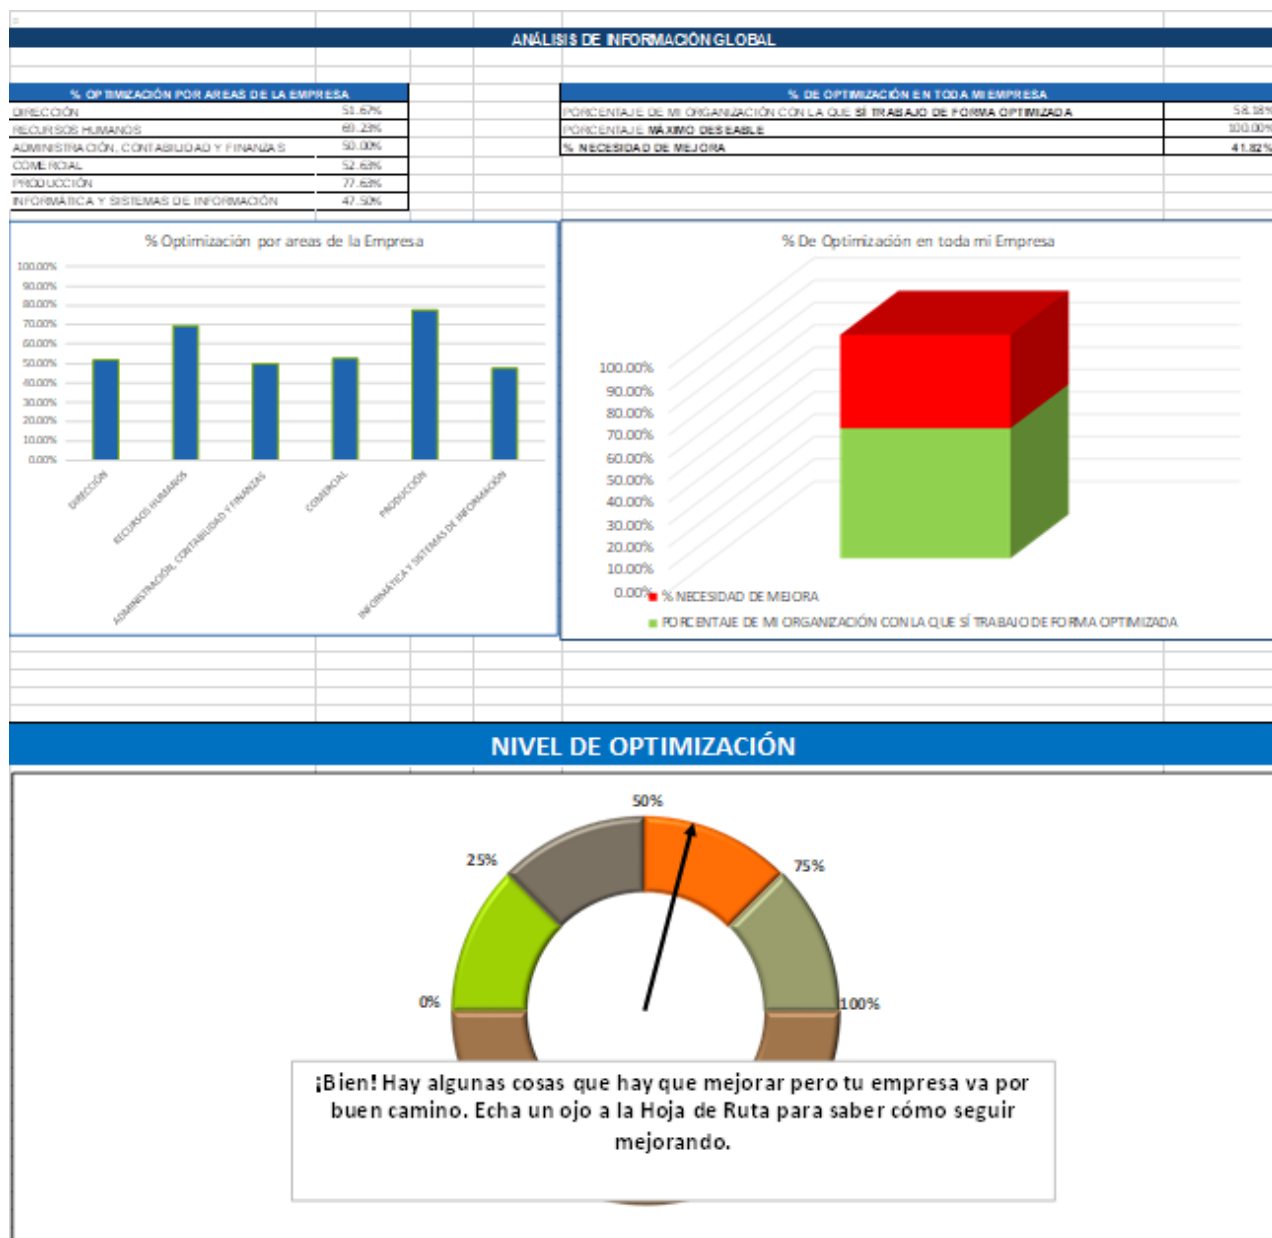 ANÁLISIS DE INFORMACIÓN GLOBAL
% OPTIMIZACIÓN POR AREAS DE LA EMPRESA
DIRECCIÓN 51.67%
RECURSOS HUMANOS 69.23%
ADMINISTRACIÓN, CONTABILIDAD Y FINANZAS 50.00%
COMERCIAL 52.63%
PRODUCCIÓN 77.63%
INFORMÁTICA Y SISTEMAS DE INFORMACIÓN 47.50%
% DE OPTIMIZACIÓN EN TODA MI EMPRESA
PORCENTAJE DE MI ORGANIZACIÓN CON LA QUE SÍ TRABAJO DE FORMA OPTIMIZADA 58.18%
PORCENTAJE MÁXIMO DESEABLE 100.00%
% NECESIDAD DE MEJORA 41.82%
% Optimización por areas de la Empresa
100.00%
90.00%
80.00%
70.00%
60.00%
50.00%
40.00%
30.00%
20.00%
10.00%
0.00%
DIRECCIÓN
RECURSOS HUMANOS
ADMINISTRACIÓN, CONTABILIDAD Y FINANZAS
COMERCIAL
PRODUCCIÓN
INFORMÁTICA Y SISTEMAS DE INFORMACIÓN
% De Optimización en toda mi Empresa
100.00%
90.00%
80.00%
70.00%
60.00%
50.00%
40.00%
30.00%
20.00%
10.00%
0.00%
% NECESIDAD DE MEJORA
PORCENTAJE DE MI ORGANIZACIÓN CON LA QUE SÍ TRABAJO DE FORMA OPTIMIZADA
NIVEL DE OPTIMIZACIÓN
50%
25%
75%
0%
100%
¡Bien! Hay algunas cosas que hay que mejorar pero tu empresa va por
buen camino. Echa un ojo a la Hoja de Ruta para saber cómo seguir
mejorando.